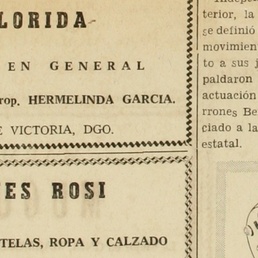 LORIDA
EN GENERAL
rop. HERMELINDA GARCIA.
E VICTORIA, DGO.
ES ROSI
TELAS, ROPA Y CALZADO
terior, la
se definió
movimien
to a sus j
paldaron
actuación
rrones Be
ciado a la
estatal.